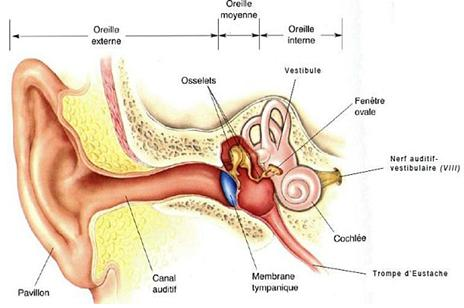 Oreille
externe
Oreille
moyenne
Oreille
interne
Osselets
Vestibule
Fenêtre
ovale
Nerf auditif-
vestibulaire (VIII)
Cochlée
Trompe d'Eustache
Membrane
tympanique
Canal
auditif
Pavillon